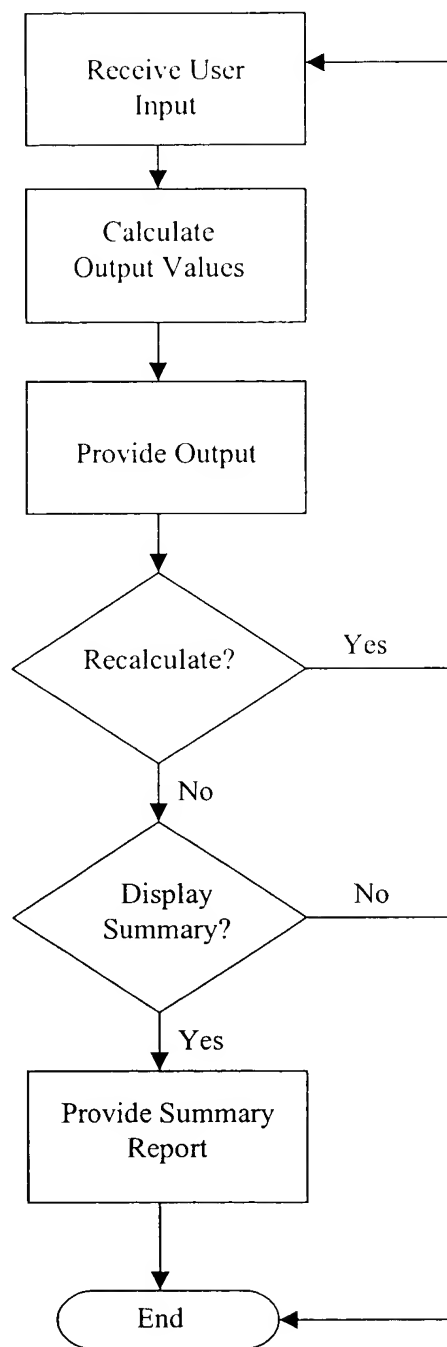 Receive User
Input
Calculate
Output Values
Provide Output
Recalculate?
Yes
No
Display
Summary?
No
Yes
Provide Summary
Report
End